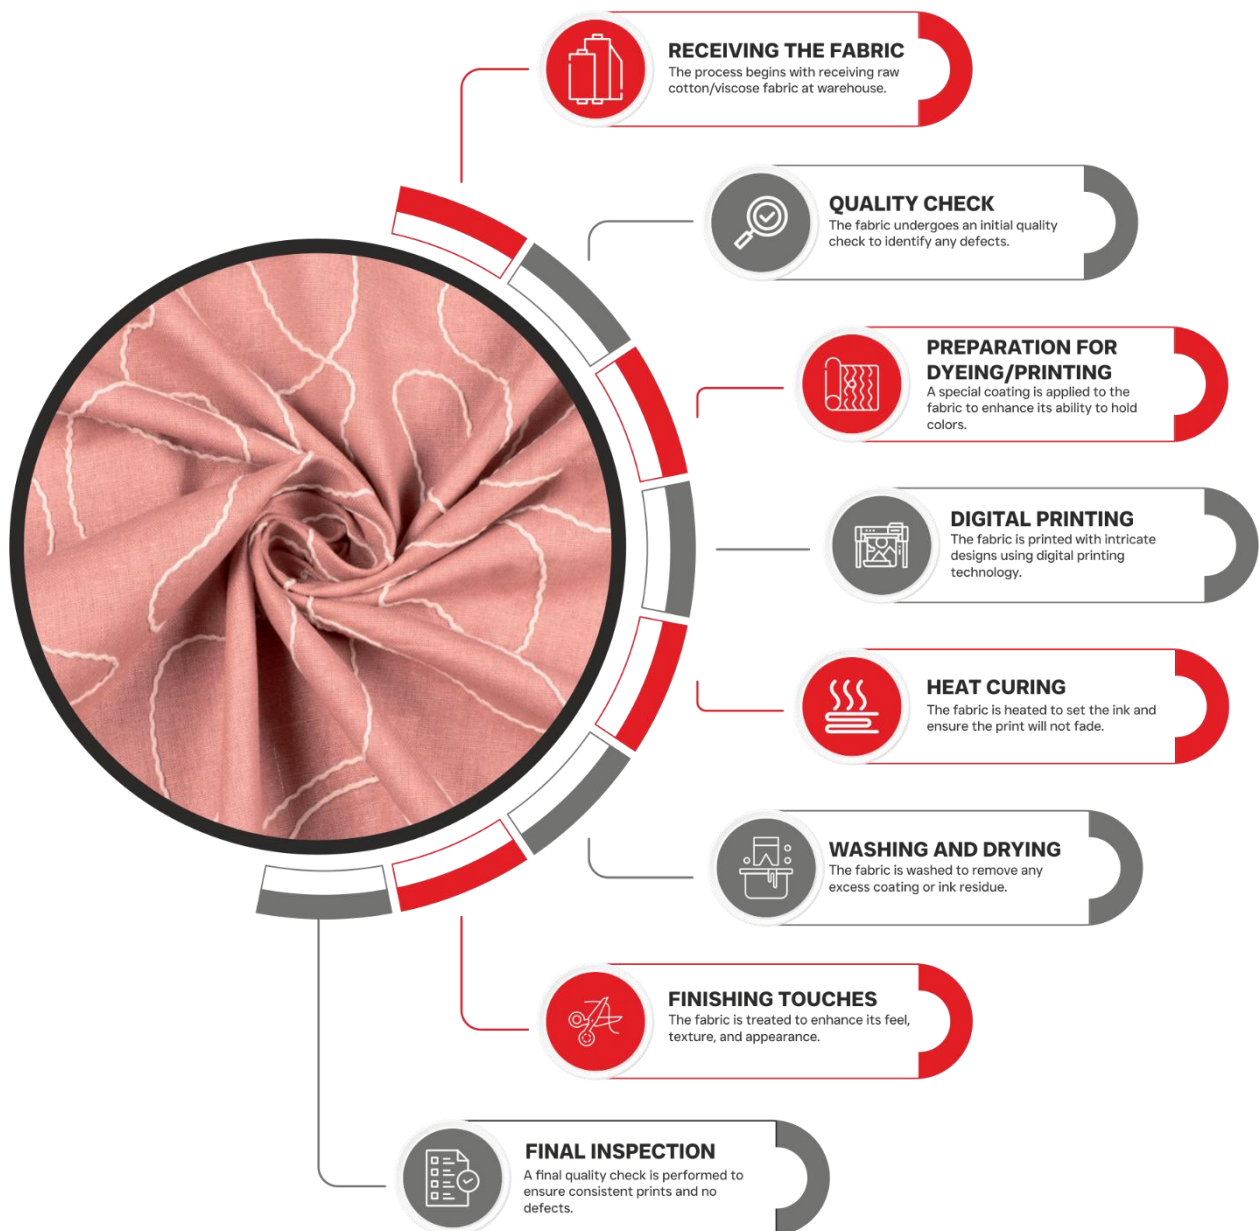 RECEIVING THE FABRIC
The process begins with receiving raw
cotton/viscose fabric at warehouse.
QUALITY CHECK
The fabric undergoes an initial quality
check to identify any defects.
PREPARATION FOR
DYEING/PRINTING
A special coating is applied to the
fabric to enhance its ability to hold
colors.
DIGITAL PRINTING
The fabric is printed with intricate
designs using digital printing
technology.
HEAT CURING
The fabric is heated to set the ink and
ensure the print will not fade.
WASHING AND DRYING
The fabric is washed to remove any
excess coating or ink residue.
FINISHING TOUCHES
The fabric is treated to enhance its feel,
texture, and appearance.
FINAL INSPECTION
A final quality check is performed to
ensure consistent prints and no
defects.